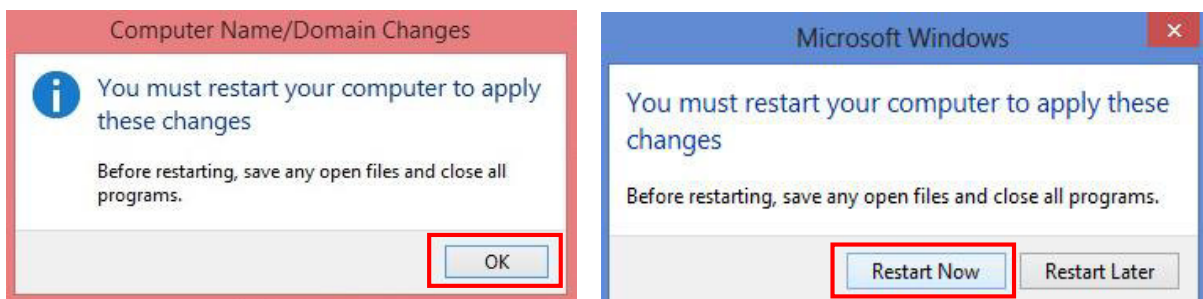 Computer Name/Domain Changes
You must restart your computer to apply
these changes
Before restarting, save any open files and close all
programs.
OK
Microsoft Windows
x
You must restart your computer to apply these
changes
Before restarting, save any open files and close all programs.
Restart Now
Restart Later